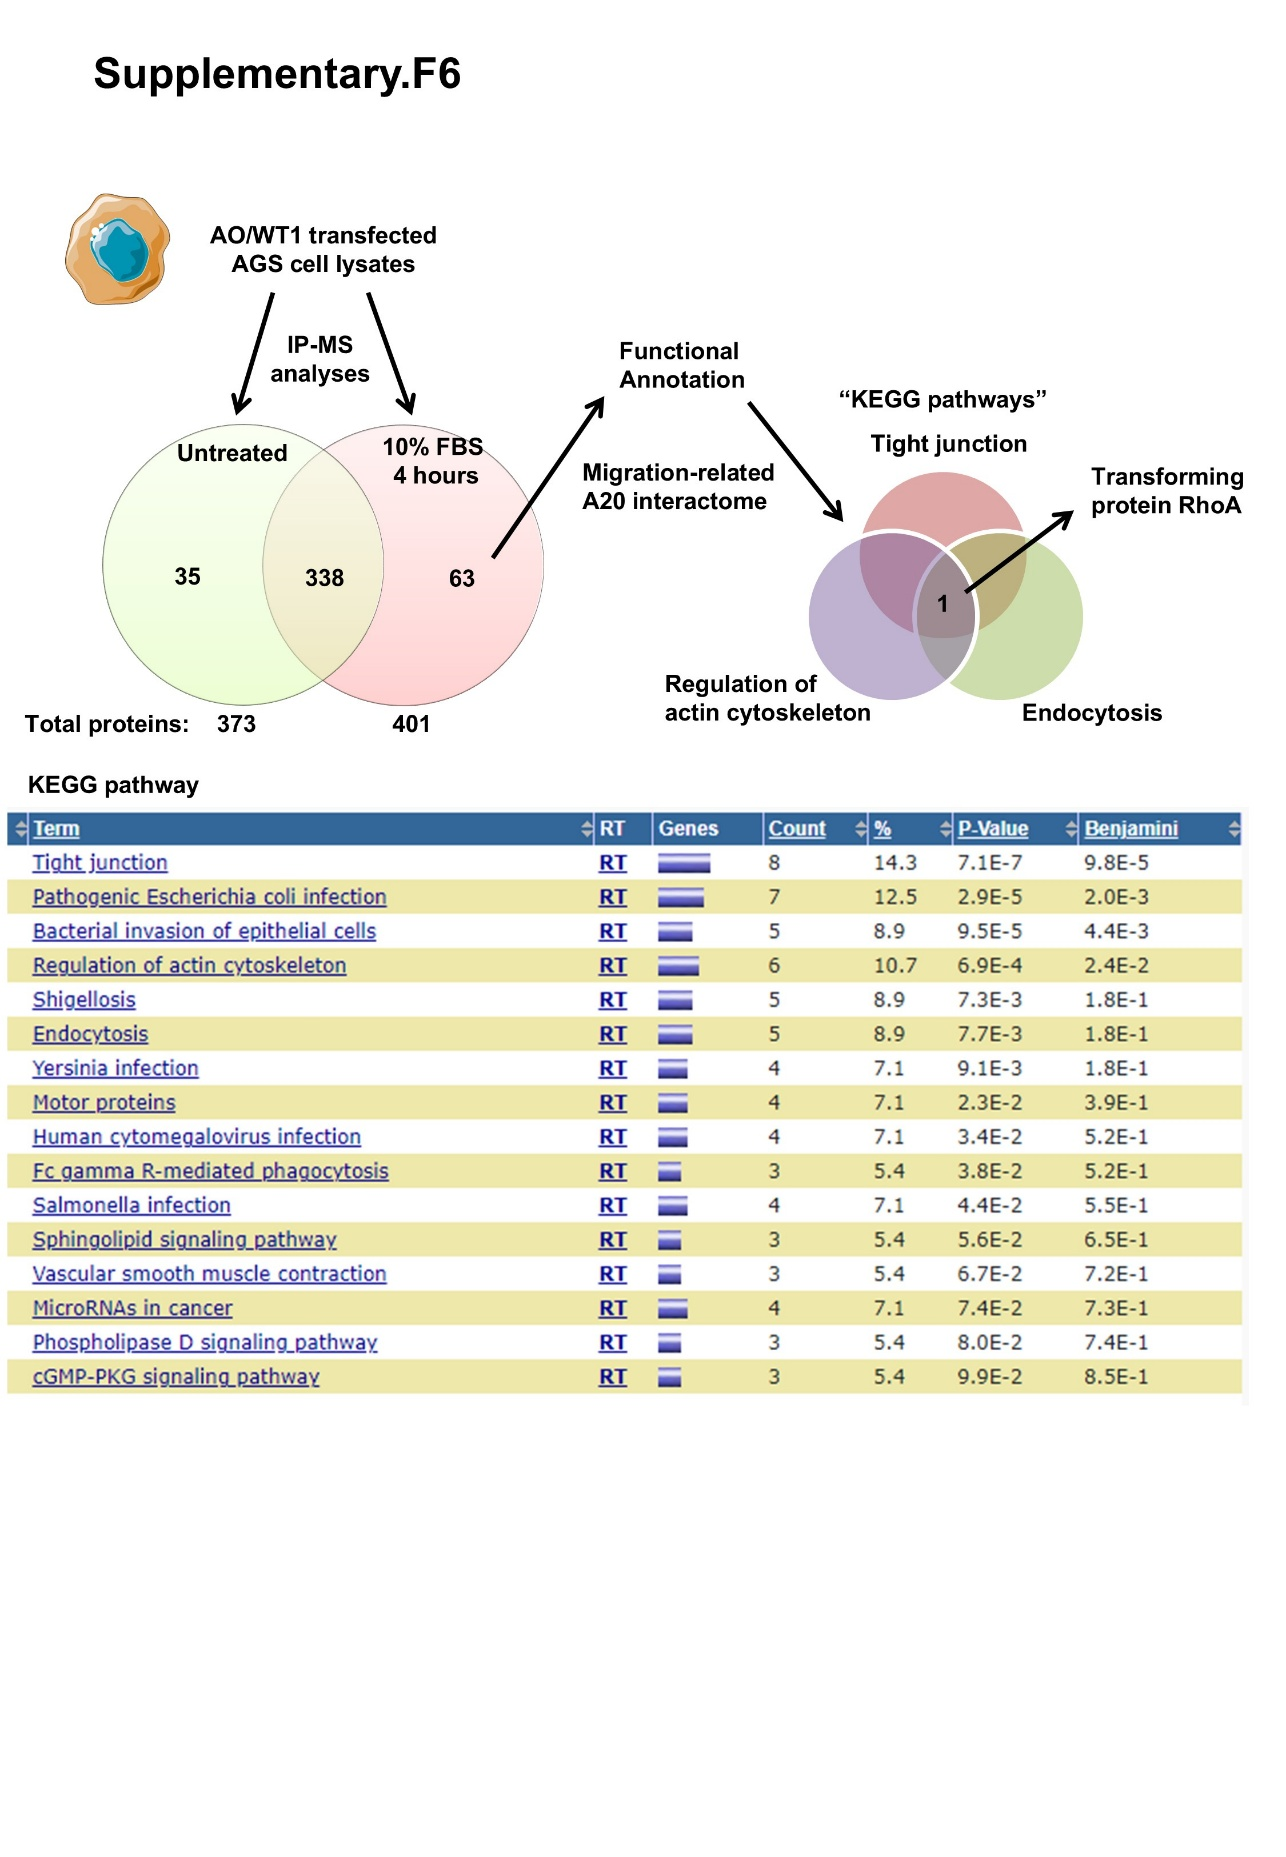 Supplementary.F6
AO/WT1 transfected
AGS cell lysates
IP-MS
analyses
Untreated
10% FBS
4 hours
35
338
63
Total proteins:
373
401
Functional
Annotation
Migration-related
A20 interactome
“KEGG pathways”
Tight junction
Transforming
protein RhoA
1
Regulation of
actin cytoskeleton
Endocytosis
KEGG pathway
Term RT Genes Count % P-Value Benjamini
Tight junction RT 8 14.3 7.1E-7 9.8E-5
Pathogenic Escherichia coli infection RT 7 12.5 2.9E-5 2.0E-3
Bacterial invasion of epithelial cells RT 5 8.9 9.5E-5 4.4E-3
Regulation of actin cytoskeleton RT 6 10.7 6.9E-4 2.4E-2
Shigellosis RT 5 8.9 7.3E-3 1.8E-1
Endocytosis RT 5 8.9 7.7E-3 1.8E-1
Yersinia infection RT 4 7.1 9.1E-3 1.8E-1
Motor proteins RT 4 7.1 2.3E-2 3.9E-1
Human cytomegalovirus infection RT 4 7.1 3.4E-2 5.2E-1
Fc gamma R-mediated phagocytosis RT 3 5.4 3.8E-2 5.2E-1
Salmonella infection RT 4 7.1 4.4E-2 5.5E-1
Sphingolipid signaling pathway RT 3 5.4 5.6E-2 6.5E-1
Vascular smooth muscle contraction RT 3 5.4 6.7E-2 7.2E-1
MicroRNAs in cancer RT 4 7.1 7.4E-2 7.3E-1
Phospholipase D signaling pathway RT 3 5.4 8.0E-2 7.4E-1
cGMP-PKG signaling pathway RT 3 5.4 9.9E-2 8.5E-1